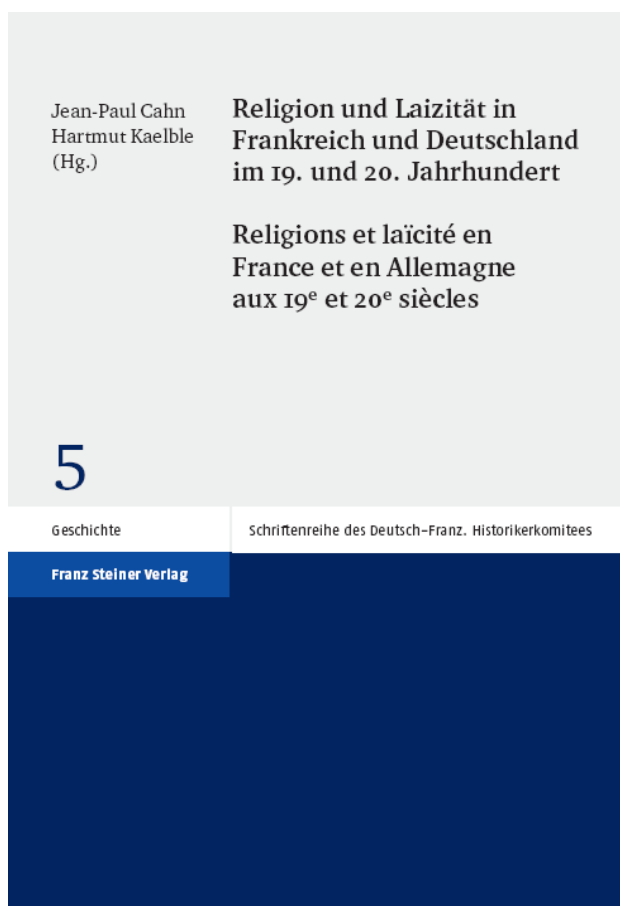 Jean-Paul Cahn
Hartmut Kaelble
(Hg.)
Religion und Laizität in
Frankreich und Deutschland
im 19. und 20. Jahrhundert
Religions et laïcité en
France et en Allemagne
aux 19ᵉ et 20ᵉ siècles
5
Geschichte
Schriftenreihe des Deutsch-Franz. Historikerkomitees
Franz Steiner Verlag